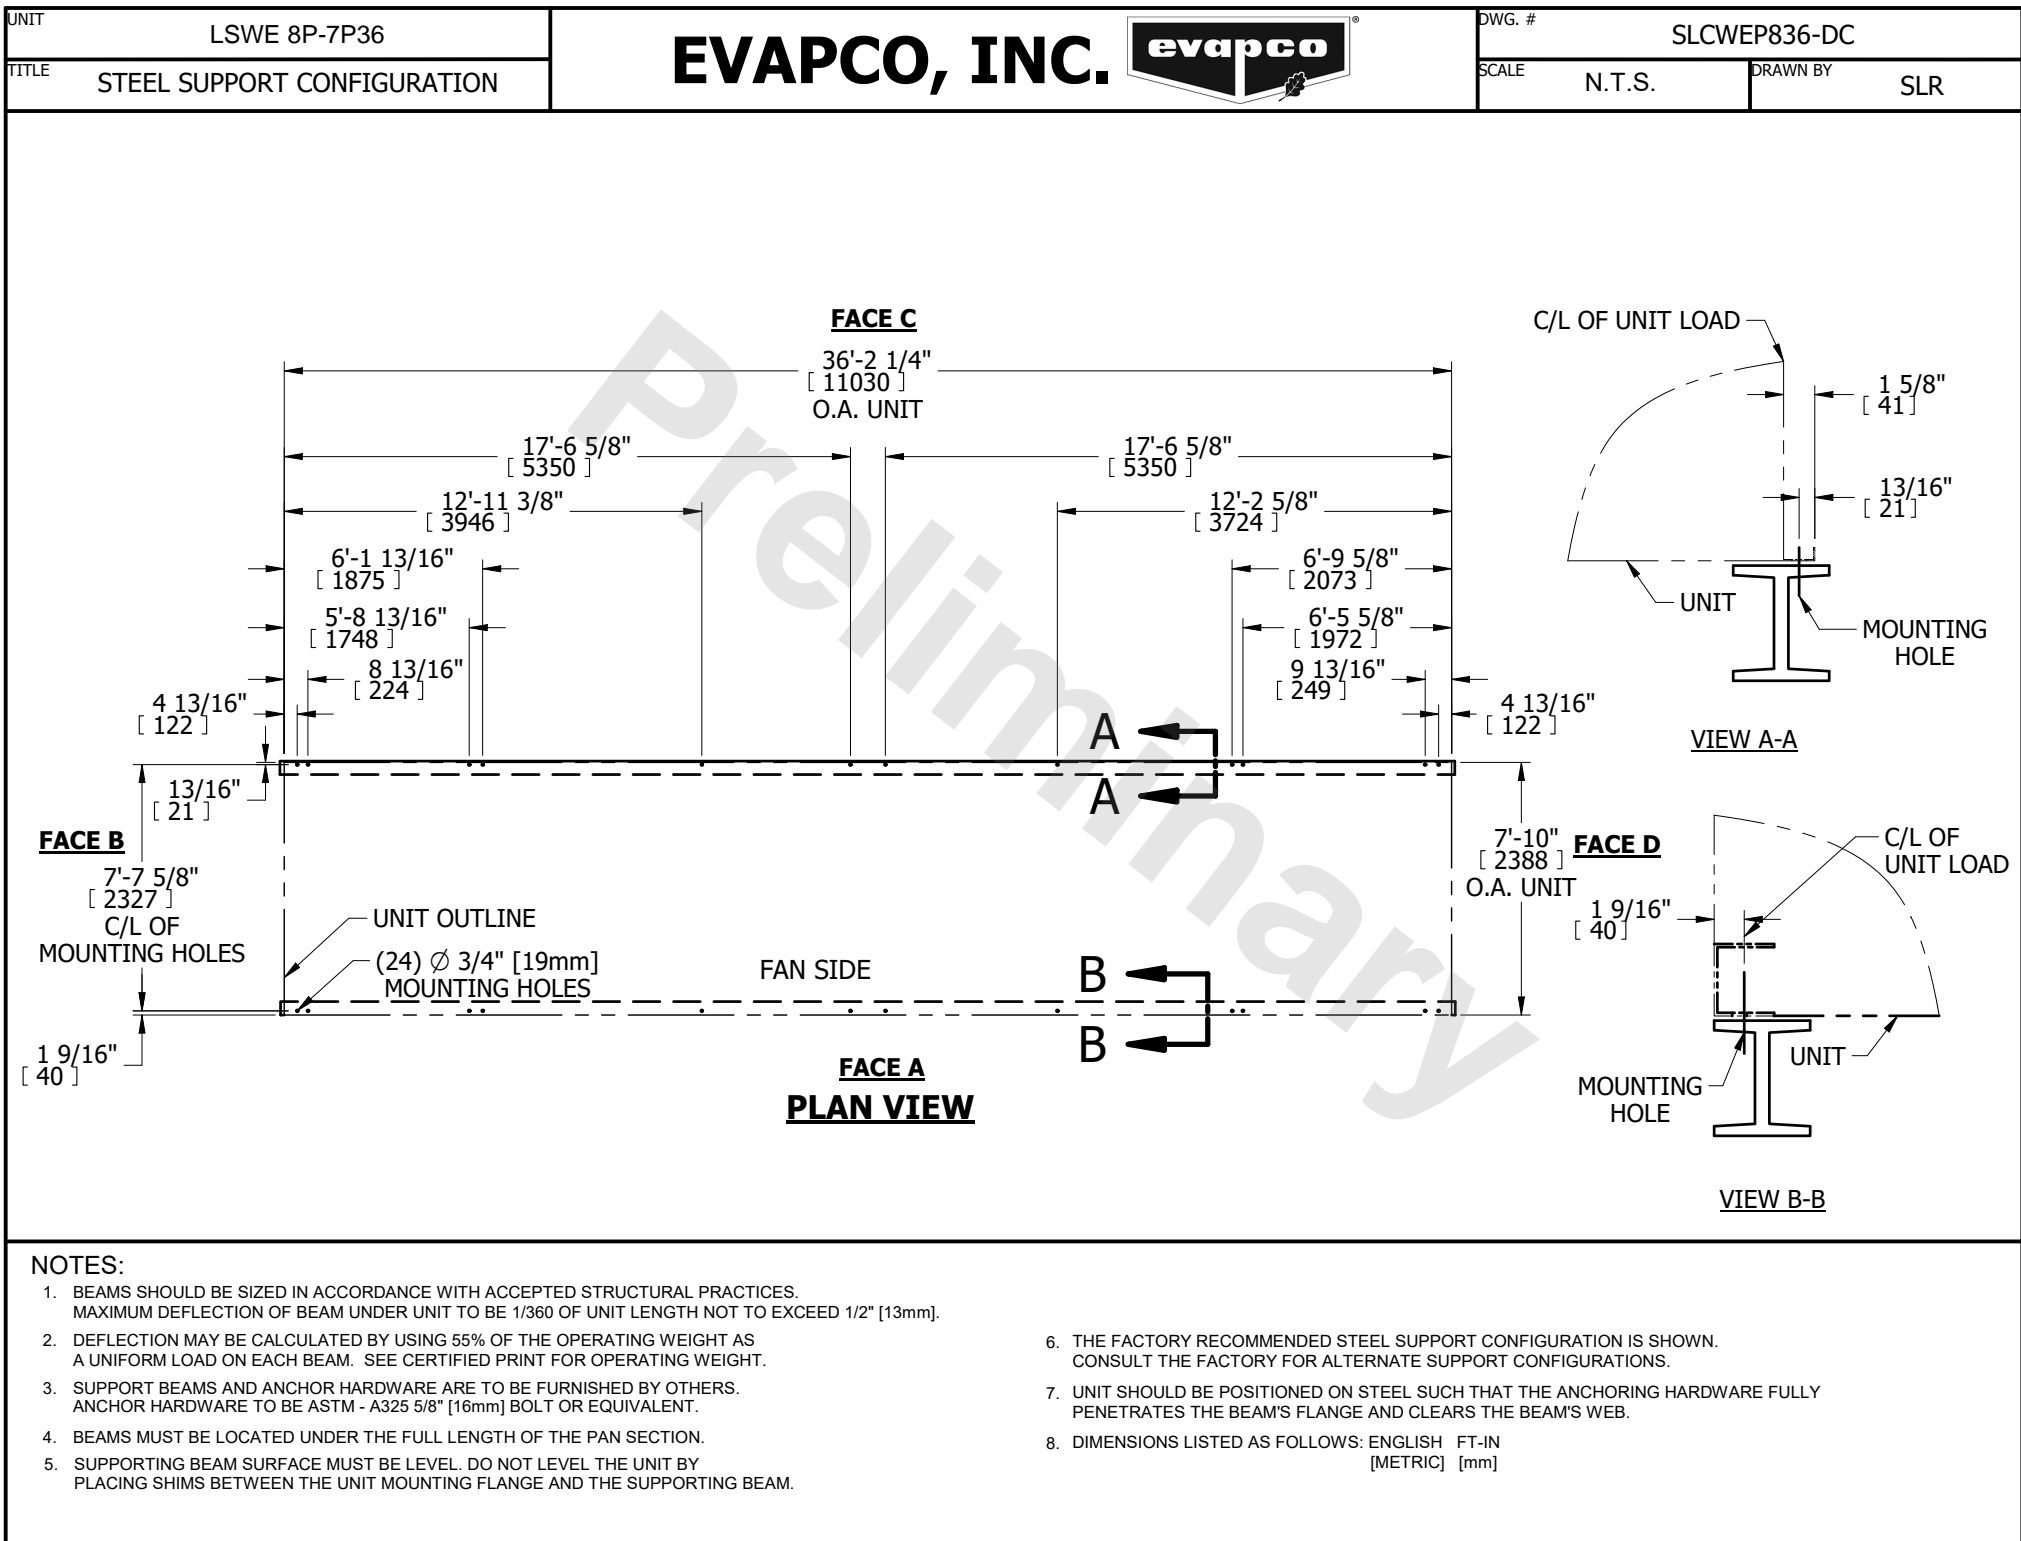 UNIT
LSWE 8P-7P36
TITLE
STEEL SUPPORT CONFIGURATION
EVAPCO, INC.
evapco
®
DWG. #
SLCWEP836-DC
SCALE
N.T.S.
DRAWN BY
SLR
FACE C
36'-2 1/4"
[ 11030 ]
O.A. UNIT
17'-6 5/8"
[ 5350 ]
17'-6 5/8"
[ 5350 ]
12'-11 3/8"
[ 3946 ]
12'-2 5/8"
[ 3724 ]
6'-1 13/16"
[ 1875 ]
6'-9 5/8"
[ 2073 ]
5'-8 13/16"
[ 1748 ]
6'-5 5/8"
[ 1972 ]
8 13/16"
[ 224 ]
9 13/16"
[ 249 ]
4 13/16"
[ 122 ]
4 13/16"
[ 122 ]
A
A
13/16"
[ 21 ]
FACE B
7'-7 5/8"
[ 2327 ]
C/L OF
MOUNTING HOLES
7'-10"
[ 2388 ]
O.A. UNIT
FACE D
UNIT OUTLINE
(24) ∅ 3/4" [19mm]
MOUNTING HOLES
FAN SIDE
B
B
1 9/16"
[ 40 ]
FACE A
PLAN VIEW
Preliminary
C/L OF UNIT LOAD
1 5/8"
[ 41 ]
13/16"
[ 21 ]
UNIT
MOUNTING
HOLE
VIEW A-A
C/L OF
UNIT LOAD
1 9/16"
[ 40 ]
UNIT
MOUNTING
HOLE
VIEW B-B
NOTES:
1. BEAMS SHOULD BE SIZED IN ACCORDANCE WITH ACCEPTED STRUCTURAL PRACTICES.
MAXIMUM DEFLECTION OF BEAM UNDER UNIT TO BE 1/360 OF UNIT LENGTH NOT TO EXCEED 1/2" [13mm].
2. DEFLECTION MAY BE CALCULATED BY USING 55% OF THE OPERATING WEIGHT AS
A UNIFORM LOAD ON EACH BEAM. SEE CERTIFIED PRINT FOR OPERATING WEIGHT.
3. SUPPORT BEAMS AND ANCHOR HARDWARE ARE TO BE FURNISHED BY OTHERS.
ANCHOR HARDWARE TO BE ASTM - A325 5/8" [16mm] BOLT OR EQUIVALENT.
4. BEAMS MUST BE LOCATED UNDER THE FULL LENGTH OF THE PAN SECTION.
5. SUPPORTING BEAM SURFACE MUST BE LEVEL. DO NOT LEVEL THE UNIT BY
PLACING SHIMS BETWEEN THE UNIT MOUNTING FLANGE AND THE SUPPORTING BEAM.
6. THE FACTORY RECOMMENDED STEEL SUPPORT CONFIGURATION IS SHOWN.
CONSULT THE FACTORY FOR ALTERNATE SUPPORT CONFIGURATIONS.
7. UNIT SHOULD BE POSITIONED ON STEEL SUCH THAT THE ANCHORING HARDWARE FULLY
PENETRATES THE BEAM'S FLANGE AND CLEARS THE BEAM'S WEB.
8. DIMENSIONS LISTED AS FOLLOWS: ENGLISH FT-IN
[METRIC] [mm]